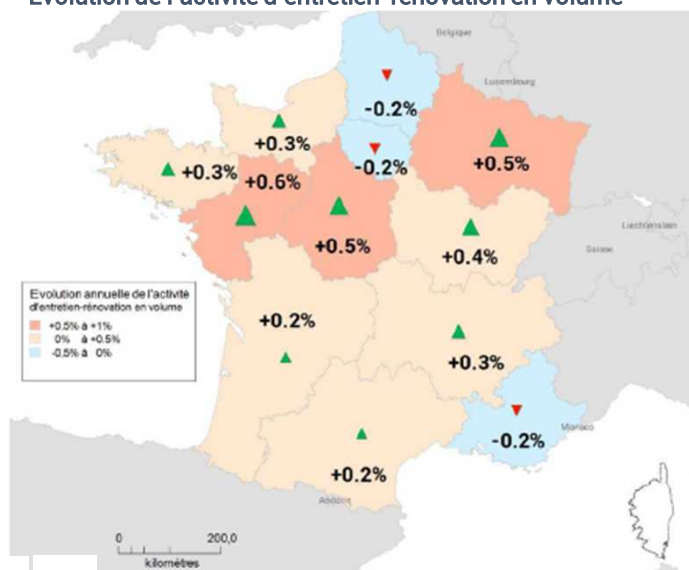 Evolution de l'activité d'entretien-rénovation en volume
Belgique
Luxembourg
-0.2%
+0.3%
-0.2%
+0.5%
+0.3%
+0.6%
+0.5%
+0.4%
Liechtenstein
Suisse
Evolution annuelle de l'activité
d'entretien-rénovation en volume
+0.5% à +1%
0% à +0.5%
-0.5% à 0%
+0.2%
+0.3%
-0.2%
Monaco
+0.2%
Andorre
0 200,0
kilomètres